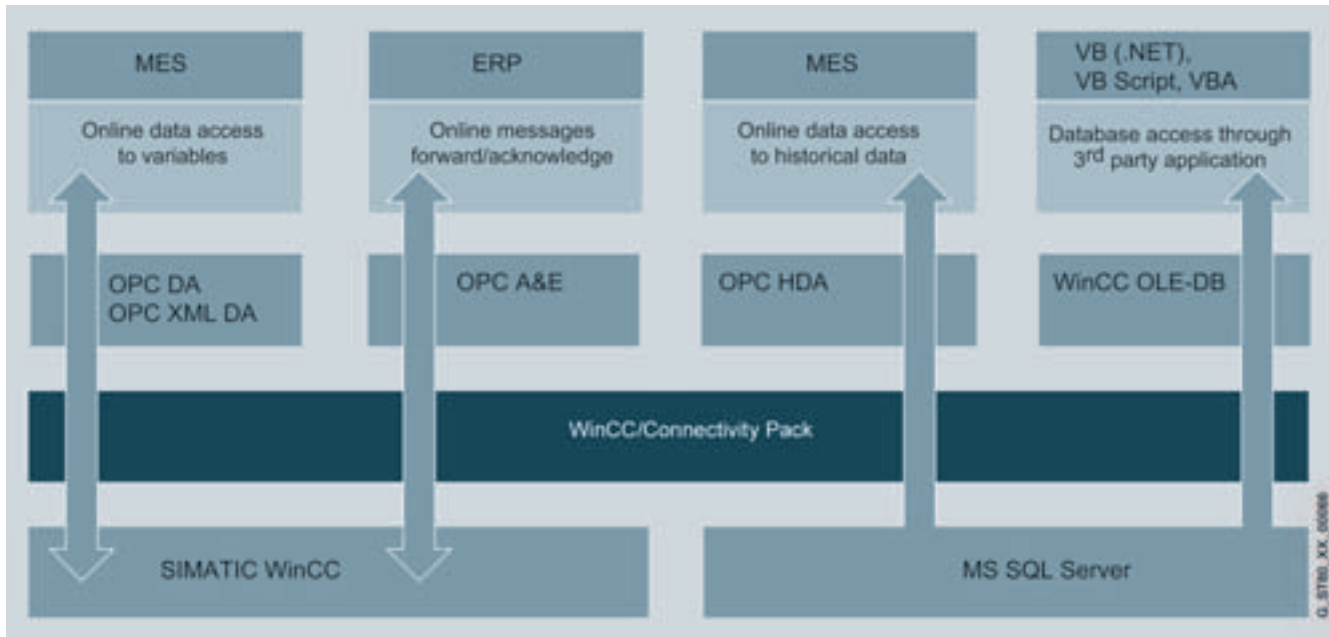 MES
ERP
MES
VB (.NET),
VB Script, VBA
Online data access
to variables
Online messages
forward/acknowledge
Online data access
to historical data
Database access through
3rd party application
OPC DA
OPC XML DA
OPC A&E
OPC HDA
WinCC OLE-DB
WinCC/Connectivity Pack
SIMATIC WinCC
MS SQL Server
G_ST80_XX_00066